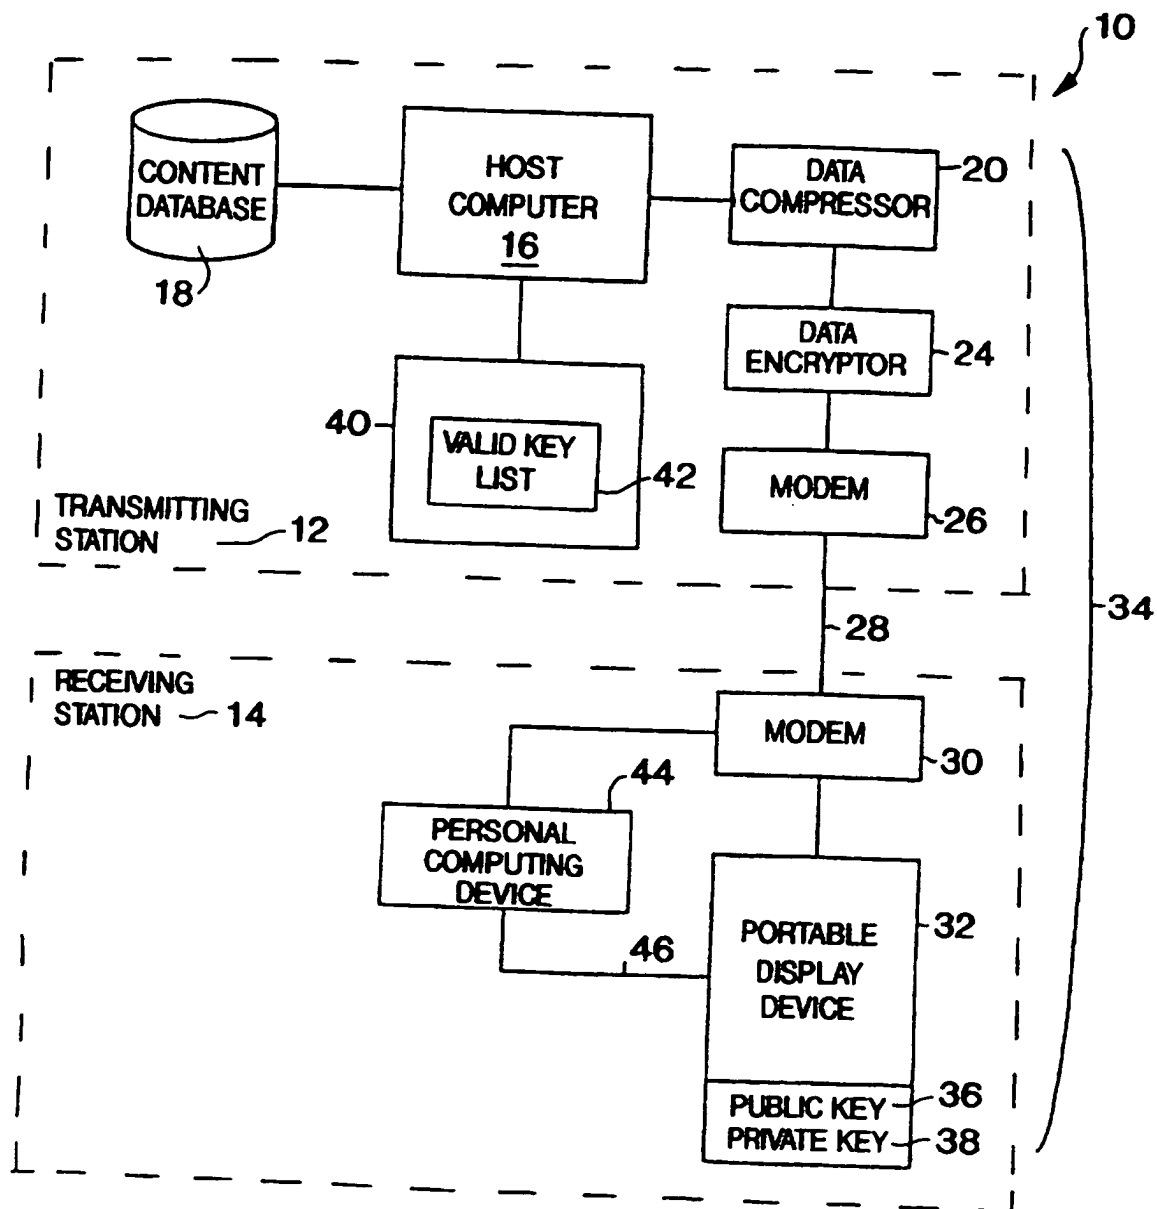 10
CONTENT
DATABASE
18
HOST
COMPUTER
16
DATA
COMPRESSOR
20
DATA
ENCRYPTOR
24
40
VALID KEY
LIST
42
MODEM
26
TRANSMITTING
STATION
12
28
34
RECEIVING
STATION
14
MODEM
30
44
PERSONAL
COMPUTING
DEVICE
46
PORTABLE
DISPLAY
DEVICE
32
PUBLIC KEY
36
PRIVATE KEY
38